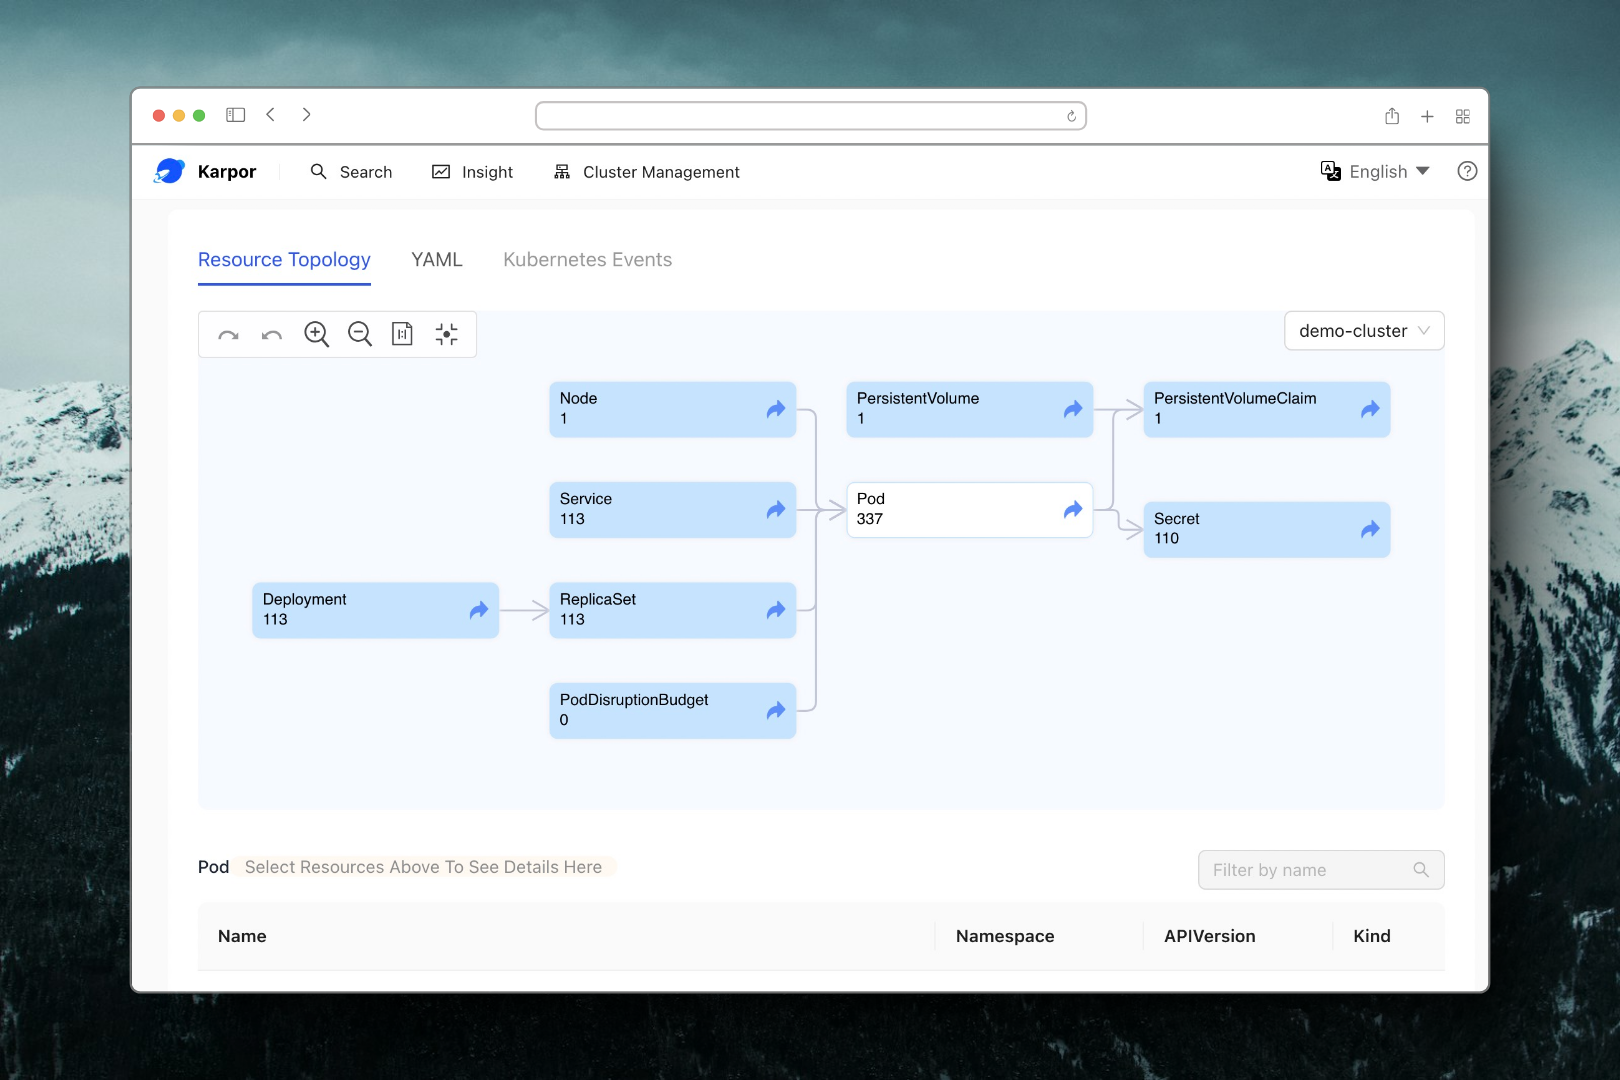 Karpor
Search
Insight
Cluster Management
English
Resource Topology
YAML
Kubernetes Events
demo-cluster
Node
1
PersistentVolume
1
PersistentVolumeClaim
1
Service
113
Pod
337
Secret
110
Deployment
113
ReplicaSet
113
PodDisruptionBudget
0
Pod Select Resources Above To See Details Here
Filter by name
Name Namespace APIVersion Kind